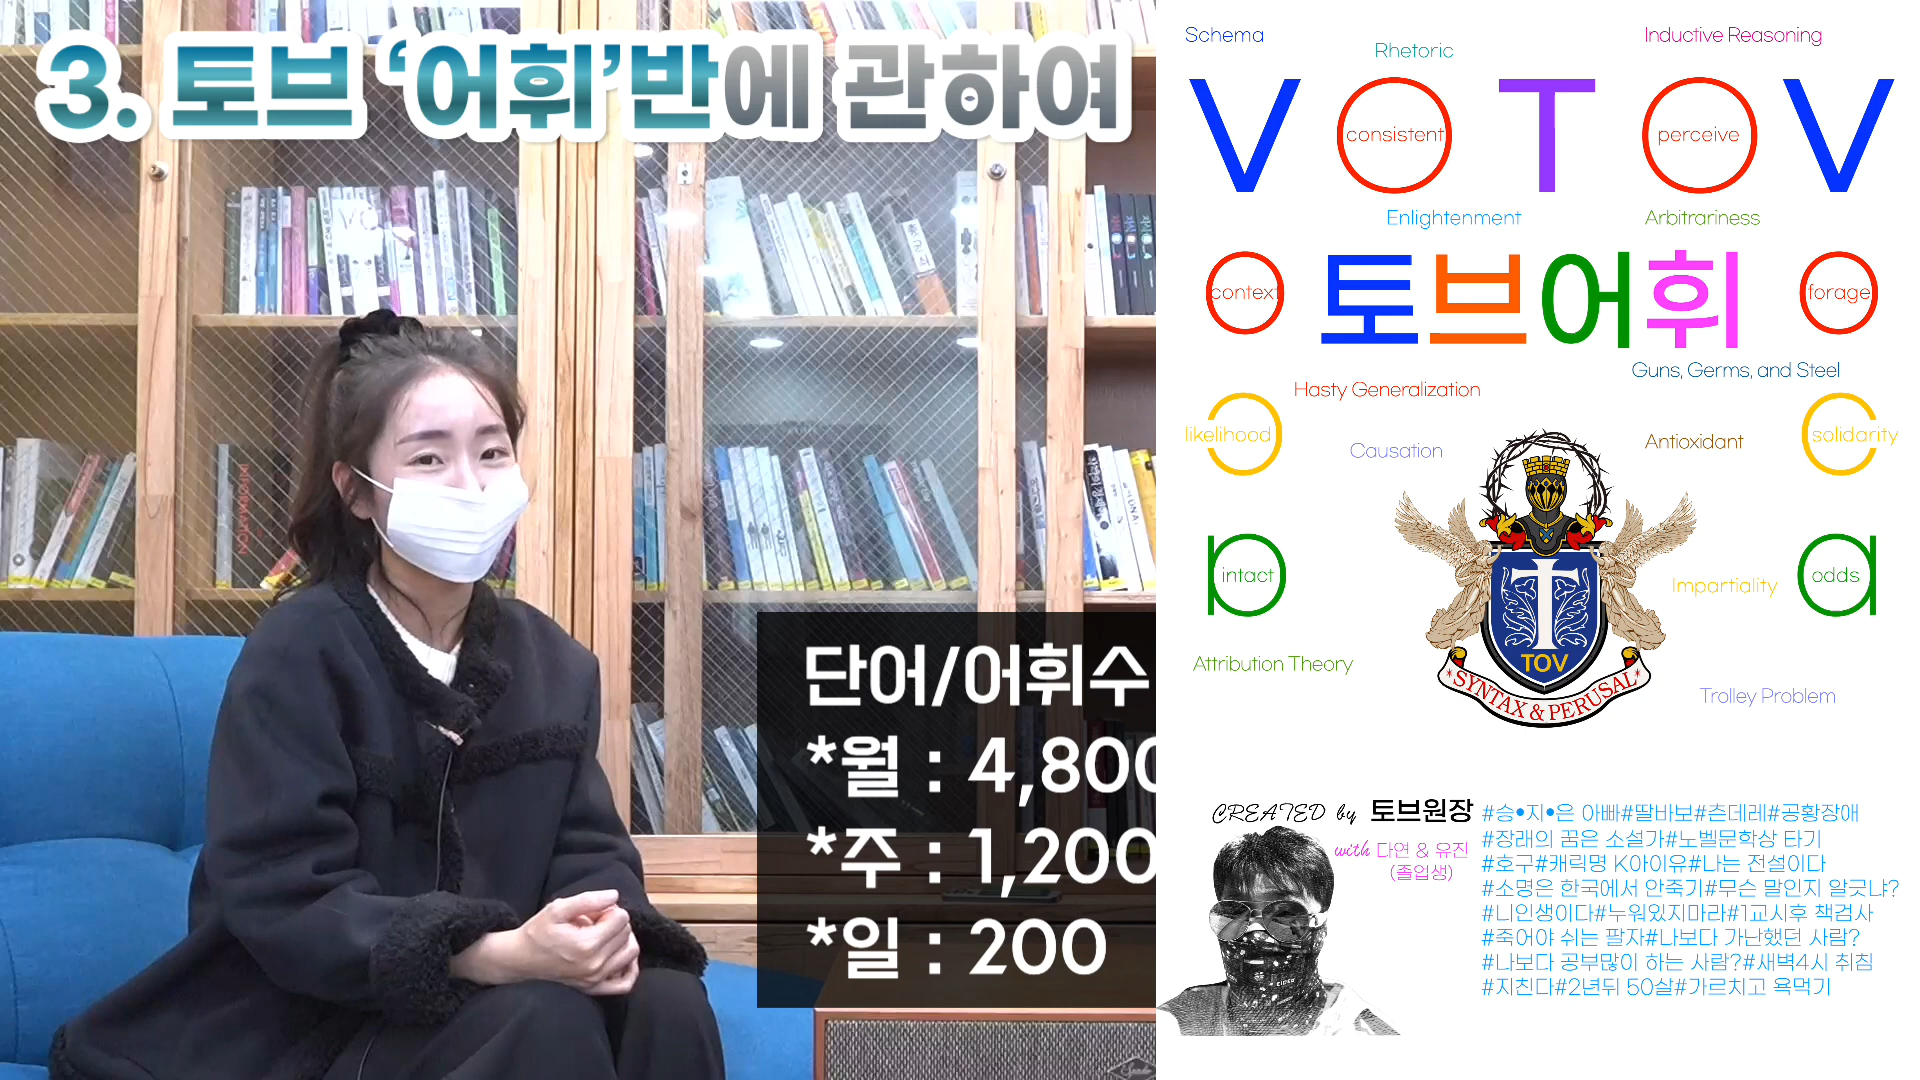 3. 토브 ‘어휘’반에 관하여
단어/어휘수
*월 : 4,800
*주 : 1,200
*일 : 200
Schema
Rhetoric
Inductive Reasoning
VOTOV
consistent
perceive
Enlightenment
Arbitrariness
context
토브어휘
forage
Guns, Germs, and Steel
Hasty Generalization
likelihood
Causation
Antioxidant
solidarity
intact
Impartiality
odds
T
TOV
SYNTAX & PERUSAL
Attribution Theory
Trolley Problem
CREATED by 토브원장
with 다연 & 유진
(졸업생)
#승•지•은 아빠#딸바보#츤데레#공황장애
#장래의 꿈은 소설가#노벨문학상 타기
#호구#캐릭명 K아이유#나는 전설이다
#소명은 한국에서 안죽기#무슨 말인지 알긋냐?
#니인생이다#누워있지마라#1교시후 책검사
#죽어야 쉬는 팔자#나보다 가난했던 사람?
#나보다 공부많이 하는 사람?#새벽4시 취침
#지친다#2년뒤 50살#가르치고 욕먹기